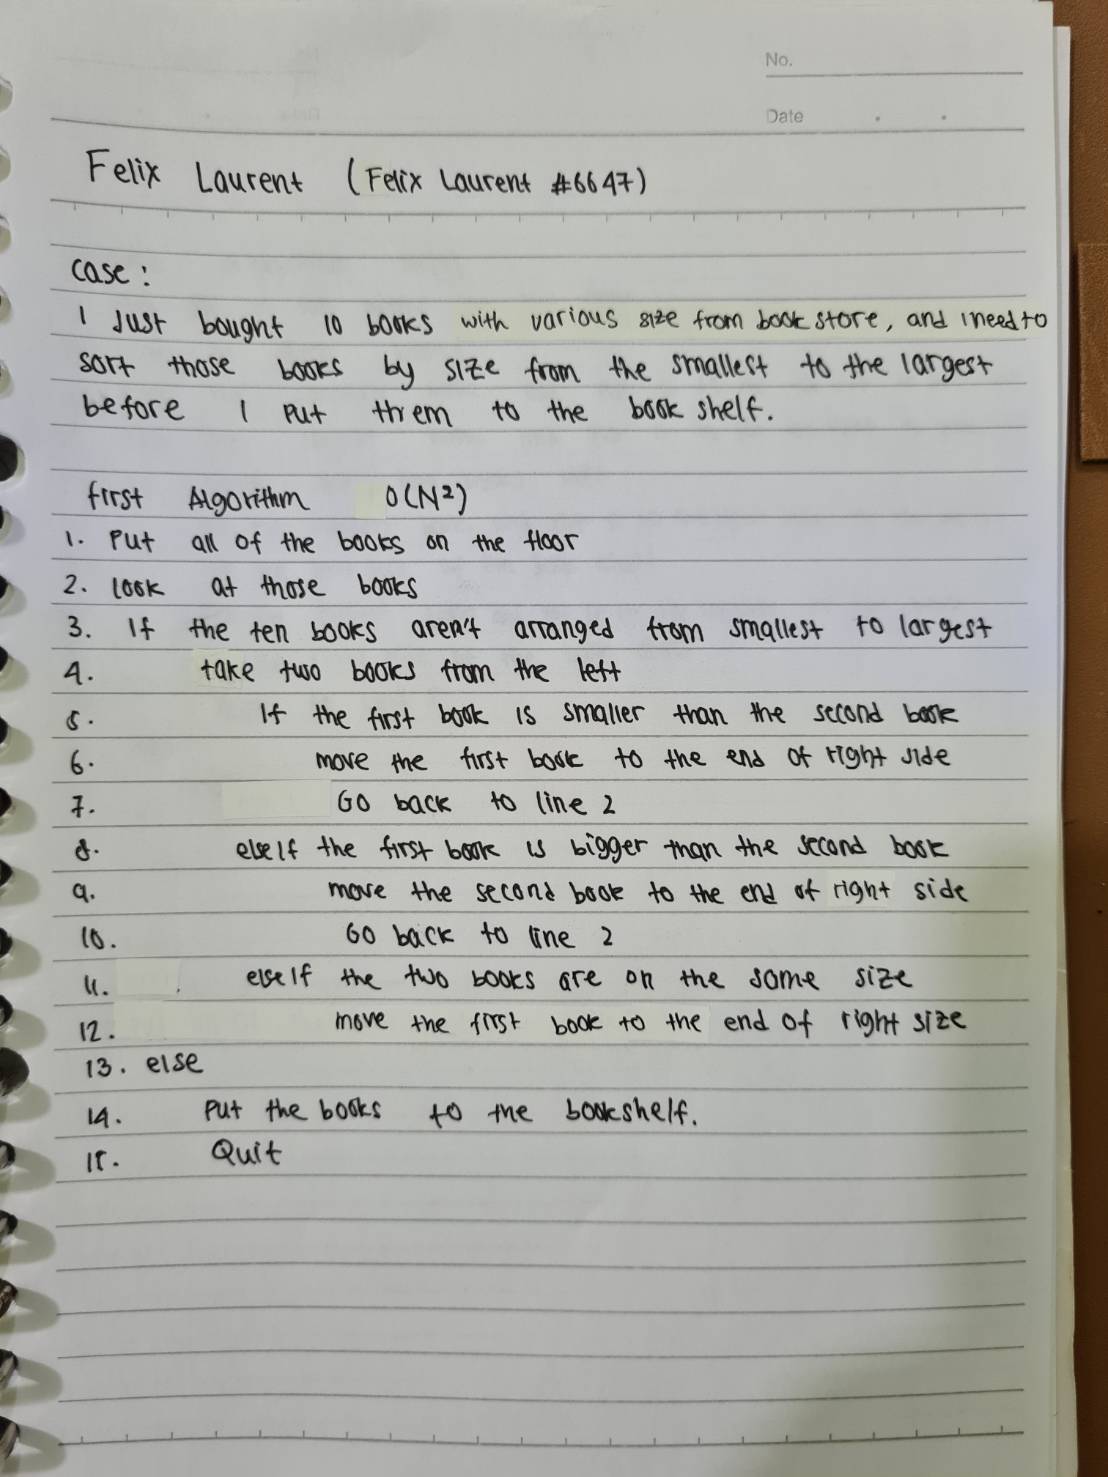 No.
Date
Felix Laurent (Felix Laurent #6647)
case:
I Just bought 10 books with various size from book store, and I need to
sort those books by size from the smallest to the largest
before I put them to the book shelf.
first Algorithm O(N²)
1. Put all of the books on the floor
2. look at those books
3. If the ten books aren't arranged from smallest to largest
4. take two books from the left
5. If the first book is smaller than the second book
6. move the first book to the end of right side
7. Go back to line 2
8. elseIf the first book is bigger than the second book
9. move the second book to the end of right side
10. Go back to line 2
11. elseIf the two books are on the same size
12. move the first book to the end of right size
13. else
14. Put the books to the bookshelf.
15. Quit